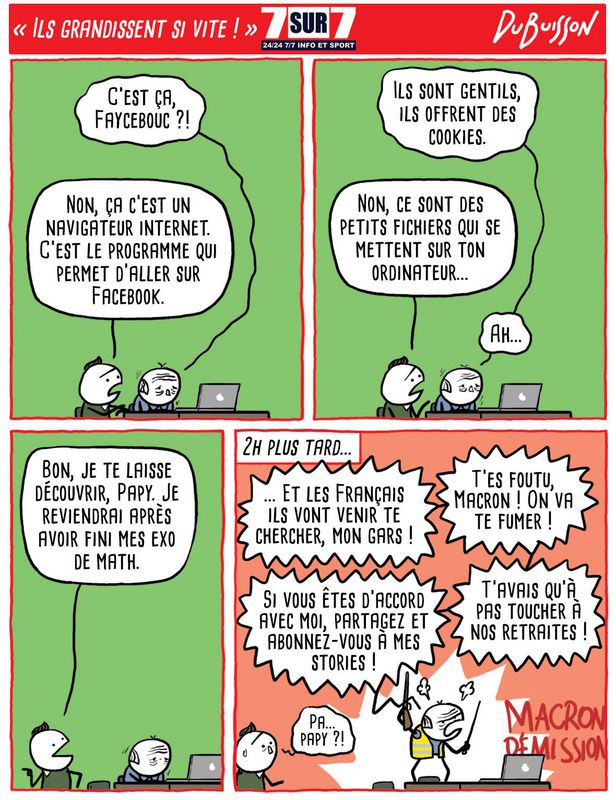 « Ils grandissent si vite ! »
7 SUR 7
24/24 7/7 INFO ET SPORT
DuBuisson
C'est ça,
Faycebouc ?!
Non, ça c'est un
navigateur internet.
C'est le programme qui
permet d'aller sur
Facebook.
Ils sont gentils,
ils offrent des
cookies.
Non, ce sont des
petits fichiers qui se
mettent sur ton
ordinateur...
Ah...
Bon, je te laisse
découvrir, Papy. Je
reviendrai après
avoir fini mes exo
de math.
2h plus tard...
... Et les Français
ils vont venir te
chercher, mon gars !
T'es foutu,
Macron ! On va
te fumer !
Si vous êtes d'accord
avec moi, partagez et
abonnez-vous à mes
stories !
T'avais qu'à
pas toucher à
nos retraites !
Pa...
Papy ?!
MACRON
DÉMISSION